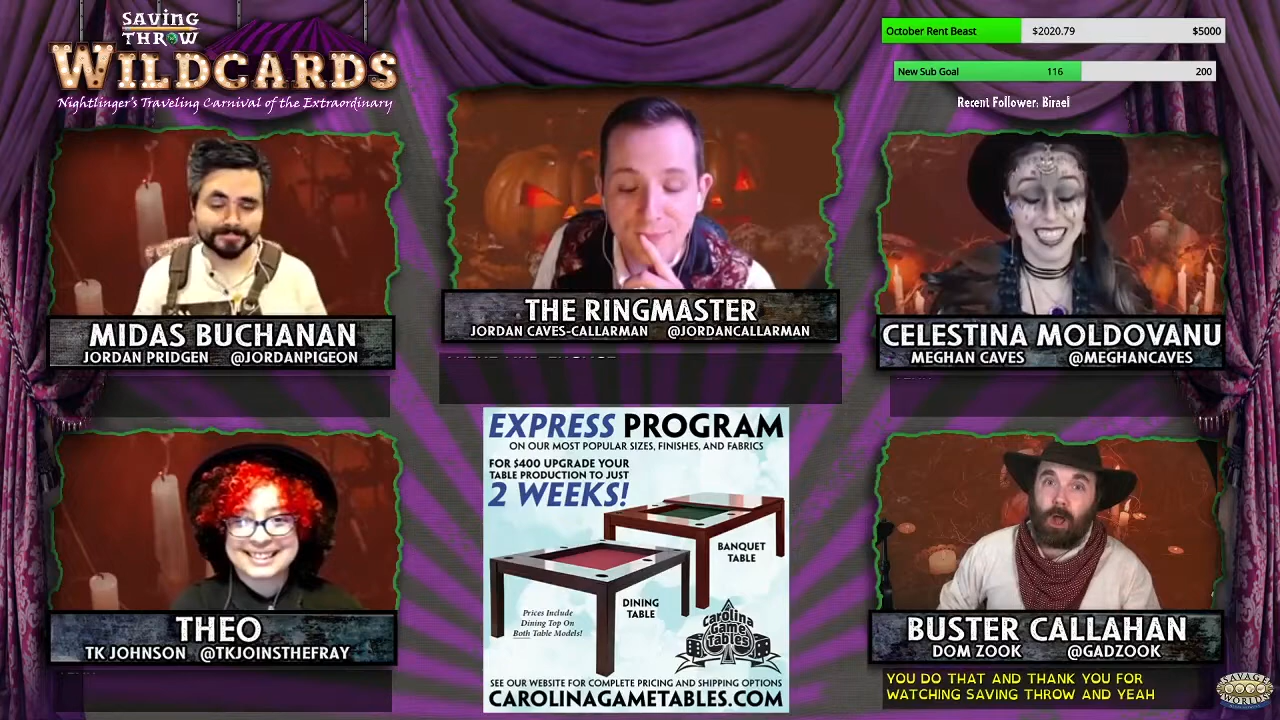 SAVING
THROW
WILDCARDS
Nightlinger's Traveling Carnival of the Extraordinary
October Rent Beast $2020.79 $5000
New Sub Goal 116 200
Recent Follower: Birael
MIDAS BUCHANAN
JORDAN PRIDGEN @JORDANPIGEON
THE RINGMASTER
JORDAN CAVES-CALLARMAN @JORDANCALLARMAN
CELESTINA MOLDOVANU
MEGHAN CAVES @MEGHANCAVES
EXPRESS PROGRAM
ON OUR MOST POPULAR SIZES, FINISHES, AND FABRICS
FOR $400 UPGRADE YOUR
TABLE PRODUCTION TO JUST
2 WEEKS!
BANQUET
TABLE
DINING
TABLE
Prices Include
Dining Top On
Both Table Models!
Carolina
Game
Tables
SEE OUR WEBSITE FOR COMPLETE PRICING AND SHIPPING OPTIONS
CAROLINAGAMETABLES.COM
THEO
TK JOHNSON @TKJOINSTHEFRAY
BUSTER CALLAHAN
DOM ZOOK @GADZOOK
YOU DO THAT AND THANK YOU FOR
WATCHING SAVING THROW AND YEAH
SAVAGE
WORLDS